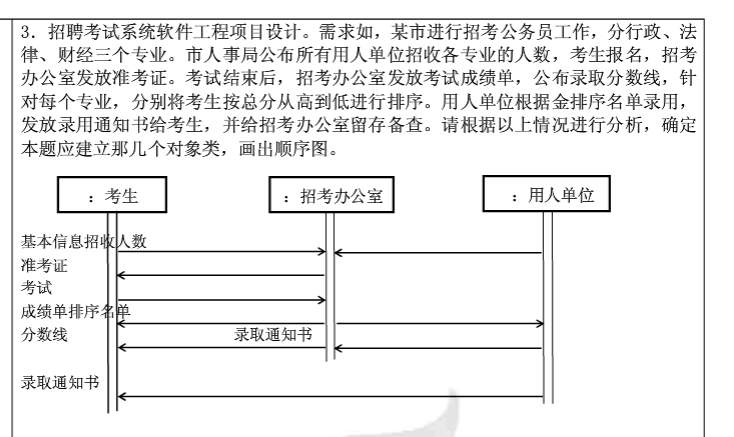 3. 招聘考试系统软件工程项目设计。需求如，某市进行招考公务员工作，分行政、法
律、财经三个专业。市人事局公布所有用人单位招收各专业的人数，考生报名，招考
办公室发放准考证。考试结束后，招考办公室发放考试成绩单，公布录取分数线，针
对每个专业，分别将考生按总分从高到低进行排序。用人单位根据金排序名单录用，
发放录用通知书给考生，并给招考办公室留存备查。请根据以上情况进行分析，确定
本题应建立那几个对象类，画出顺序图。
：考生
：招考办公室
：用人单位
基本信息招收人数
准考证
考试
成绩单排序名单
分数线
录取通知书
录取通知书